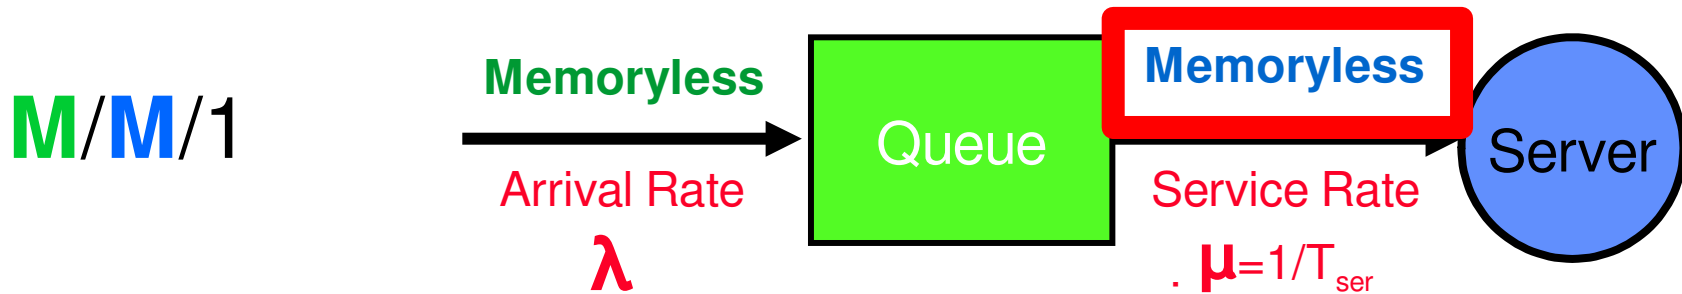 M/M/1
Memoryless
Arrival Rate
λ
Queue
Memoryless
Service Rate
. μ=1/Tser
Server